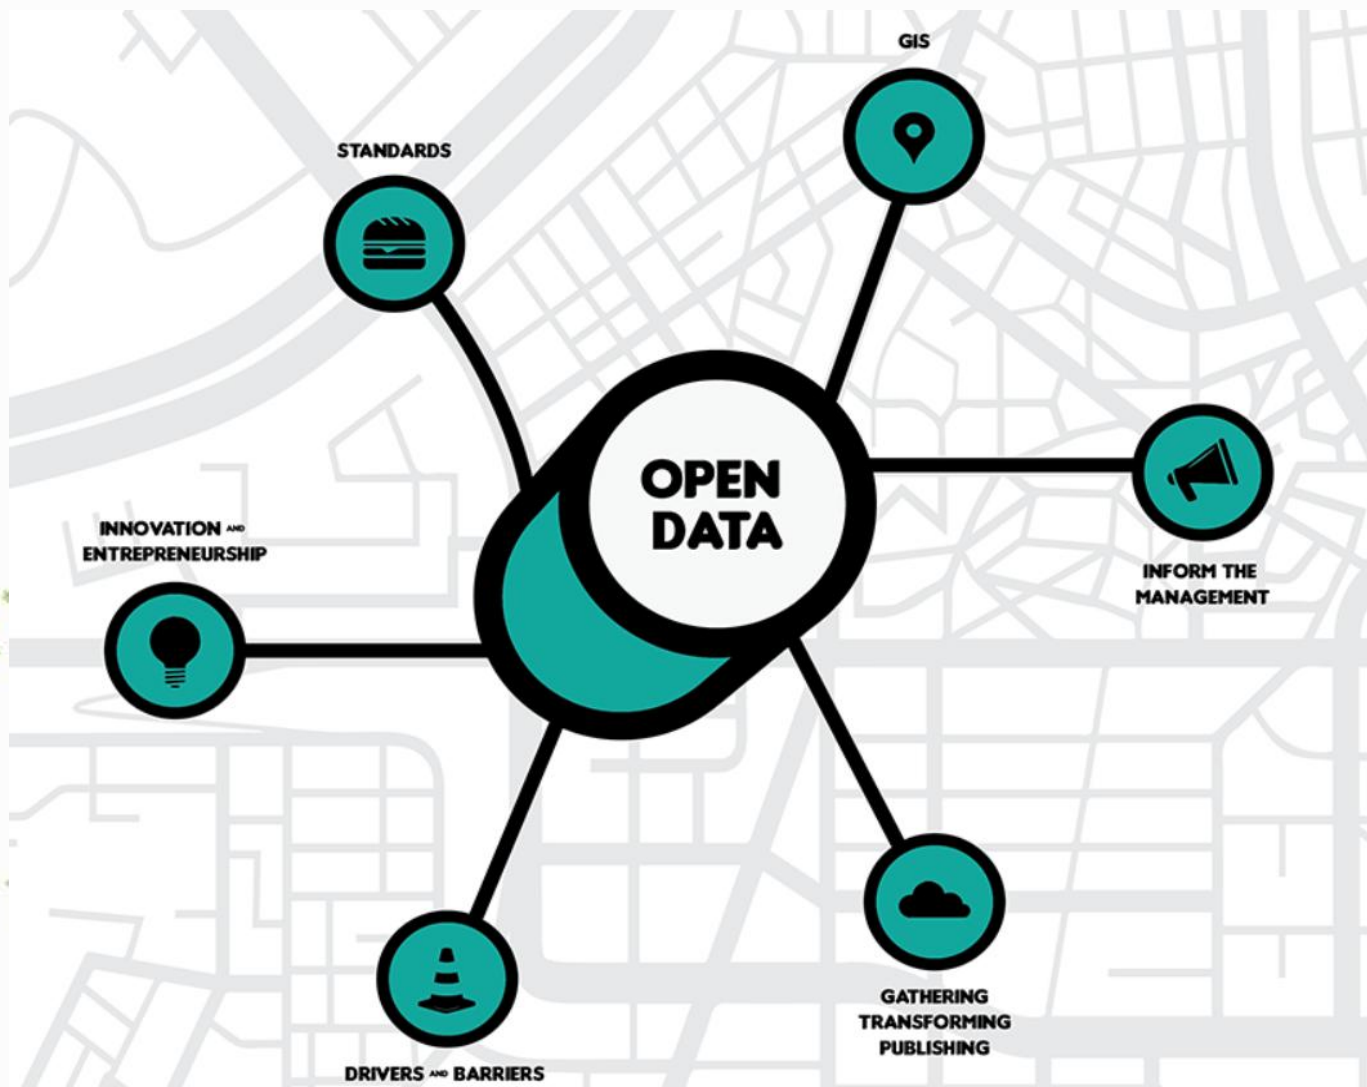 GIS
STANDARDS
OPEN
DATA
INNOVATION AND
ENTREPRENEURSHIP
INFORM THE
MANAGEMENT
GATHERING
TRANSFORMING
PUBLISHING
DRIVERS AND BARRIERS